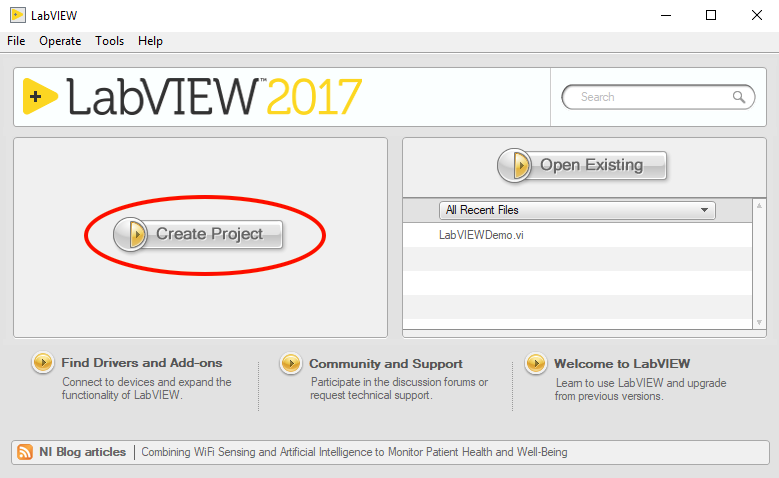 LabVIEW
File Operate Tools Help
LabVIEW™ 2017
Search
Create Project
Open Existing
All Recent Files
LabVIEWDemo.vi
Find Drivers and Add-ons
Connect to devices and expand the
functionality of LabVIEW.
Community and Support
Participate in the discussion forums or
request technical support.
Welcome to LabVIEW
Learn to use LabVIEW and upgrade
from previous versions.
NI Blog articles | Combining WiFi Sensing and Artificial Intelligence to Monitor Patient Health and Well-Being